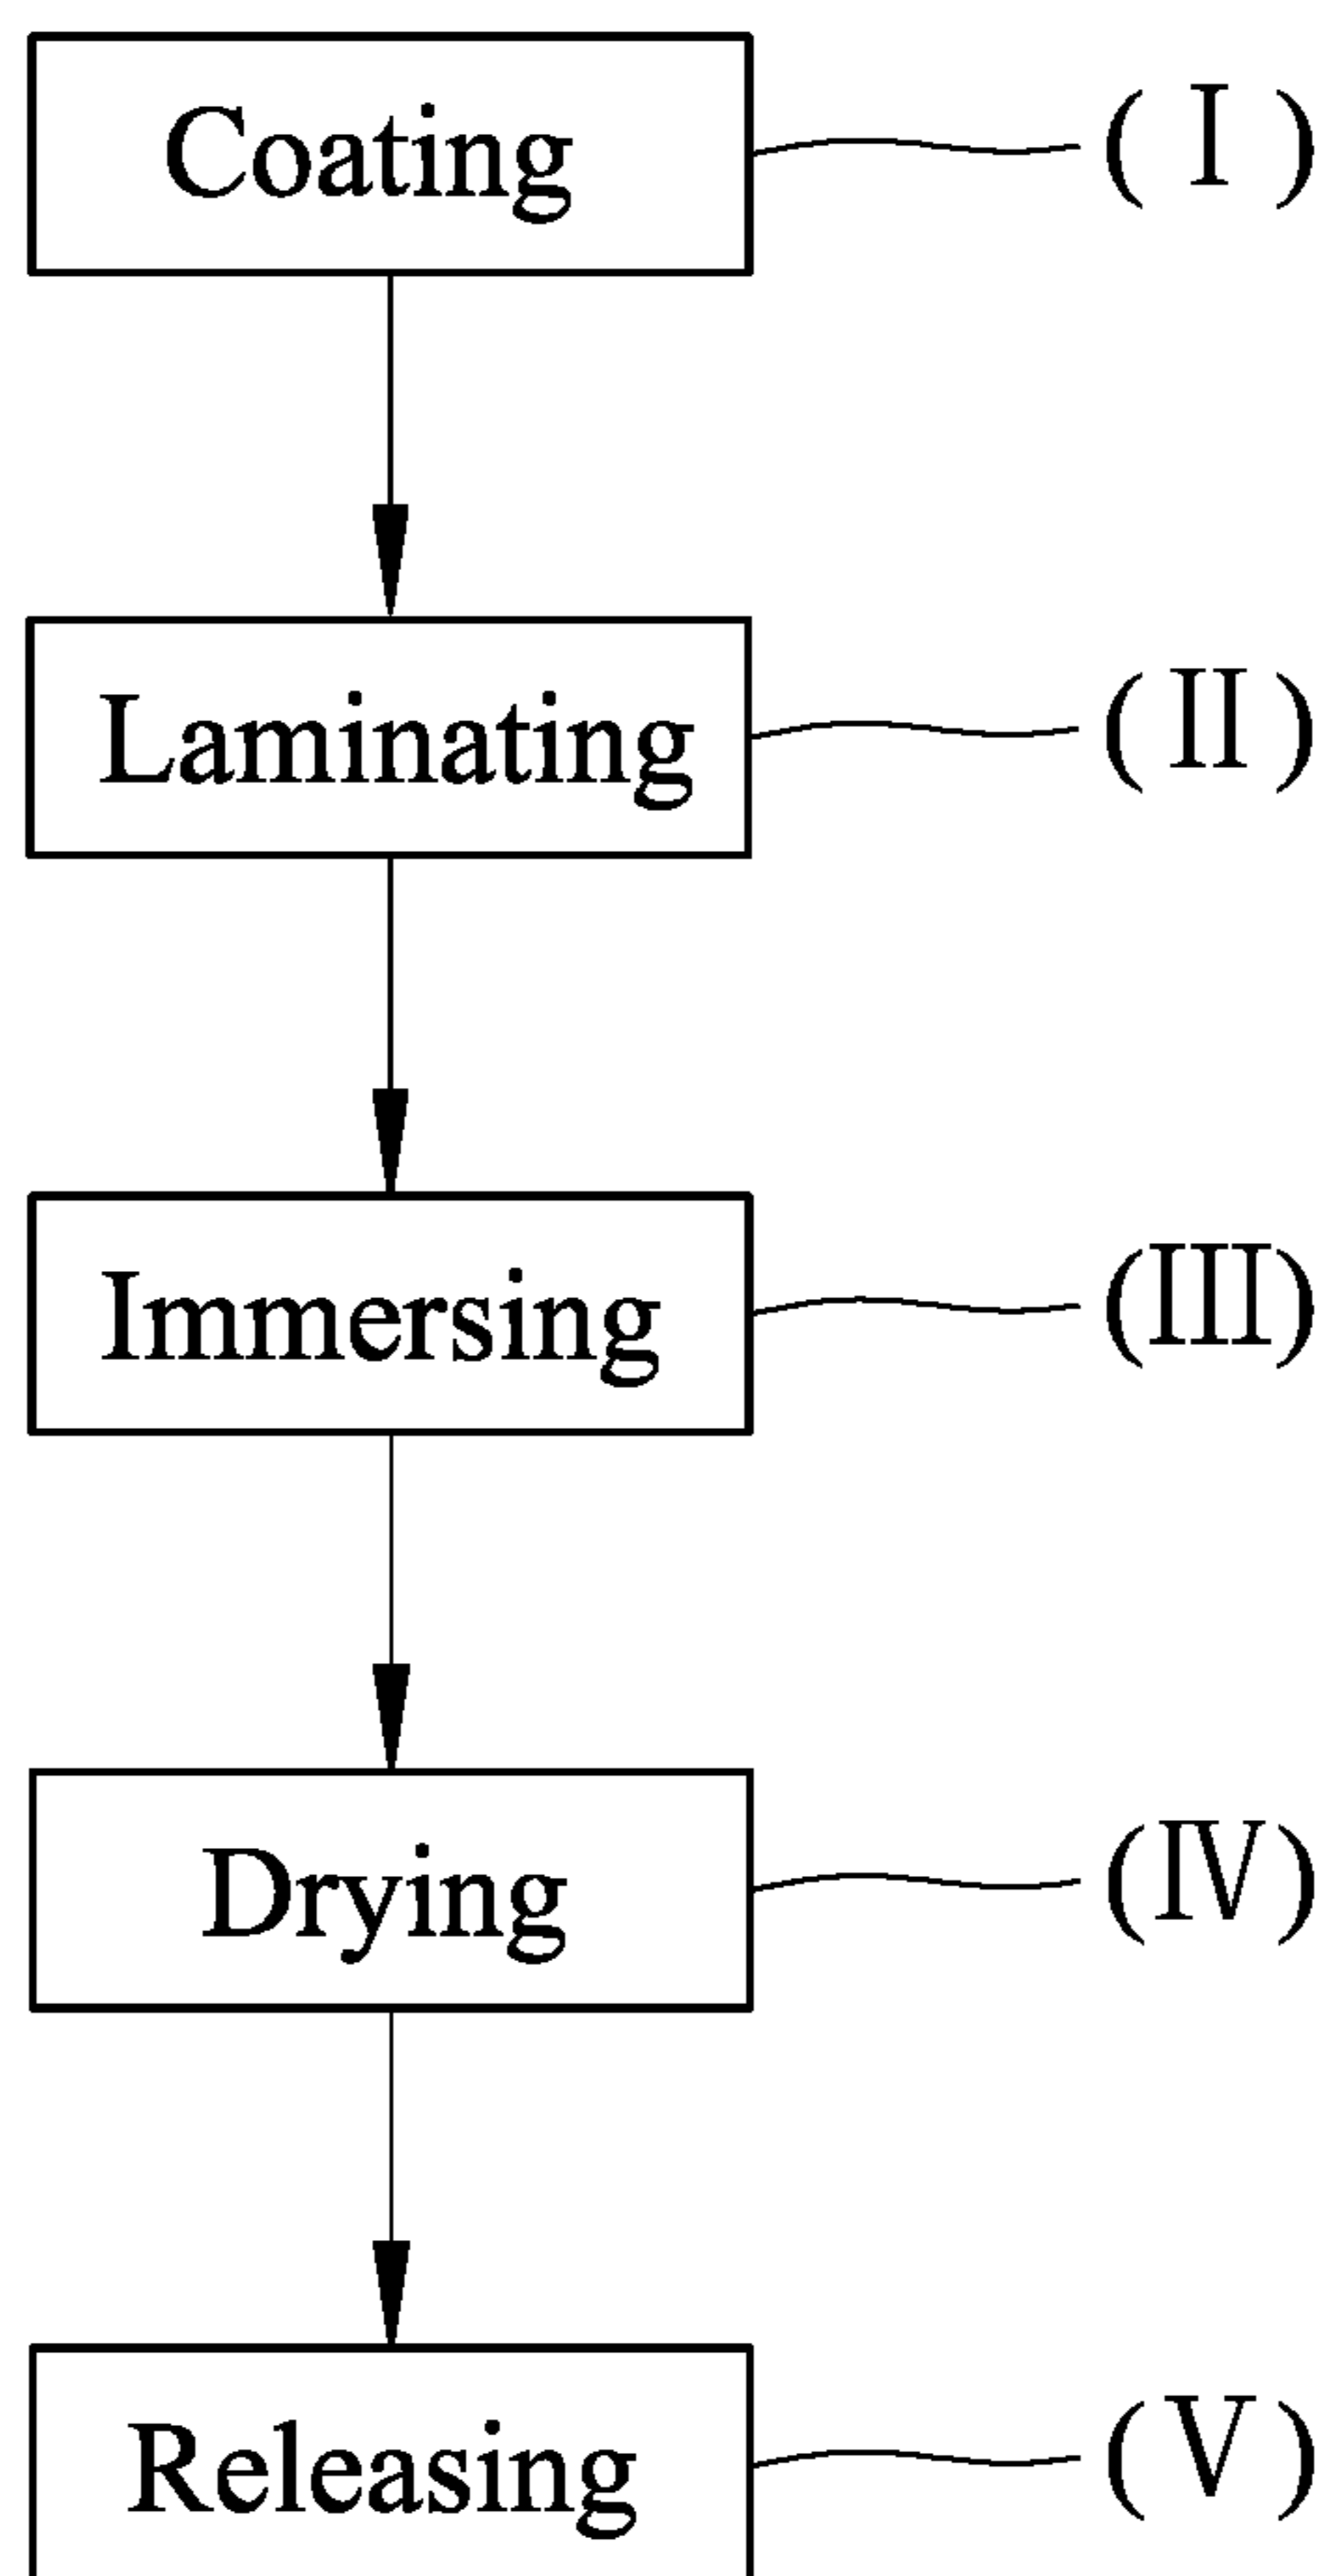 Coating (I)
Laminating (II)
Immersing (III)
Drying (IV)
Releasing (V)